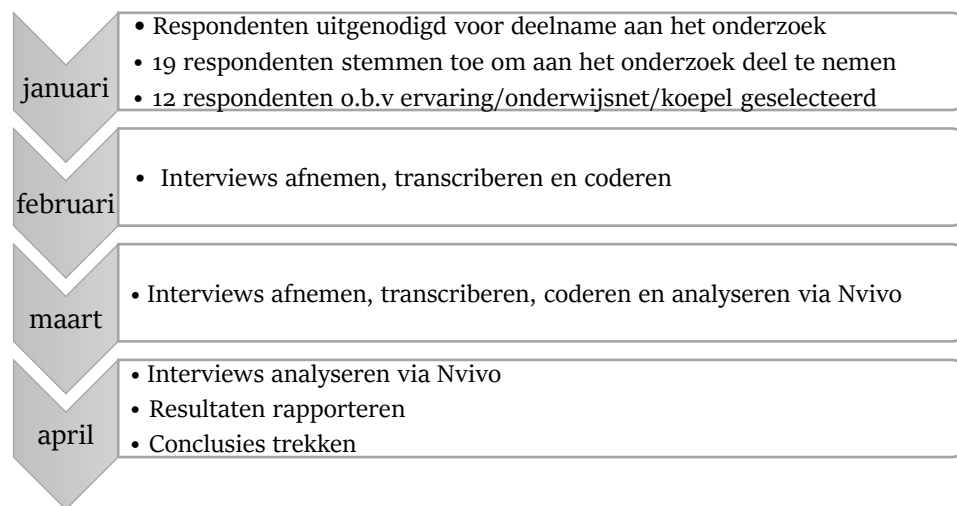 januari
• Respondenten uitgenodigd voor deelname aan het onderzoek
• 19 respondenten stemmen toe om aan het onderzoek deel te nemen
• 12 respondenten o.b.v ervaring/onderwijsnet/koepel geselecteerd
februari
• Interviews afnemen, transcriberen en coderen
maart
• Interviews afnemen, transcriberen, coderen en analyseren via Nvivo
april
• Interviews analyseren via Nvivo
• Resultaten rapporteren
• Conclusies trekken